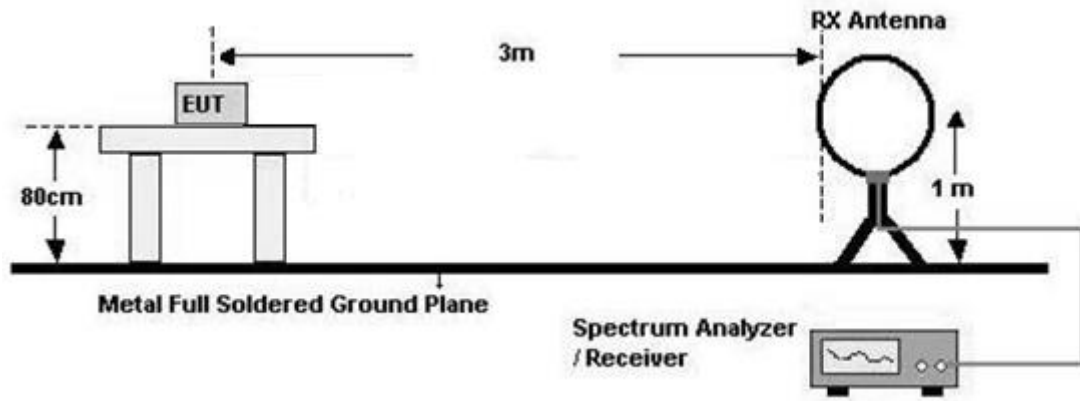 RX Antenna
3m
EUT
80cm
1 m
Metal Full Soldered Ground Plane
Spectrum Analyzer
/ Receiver